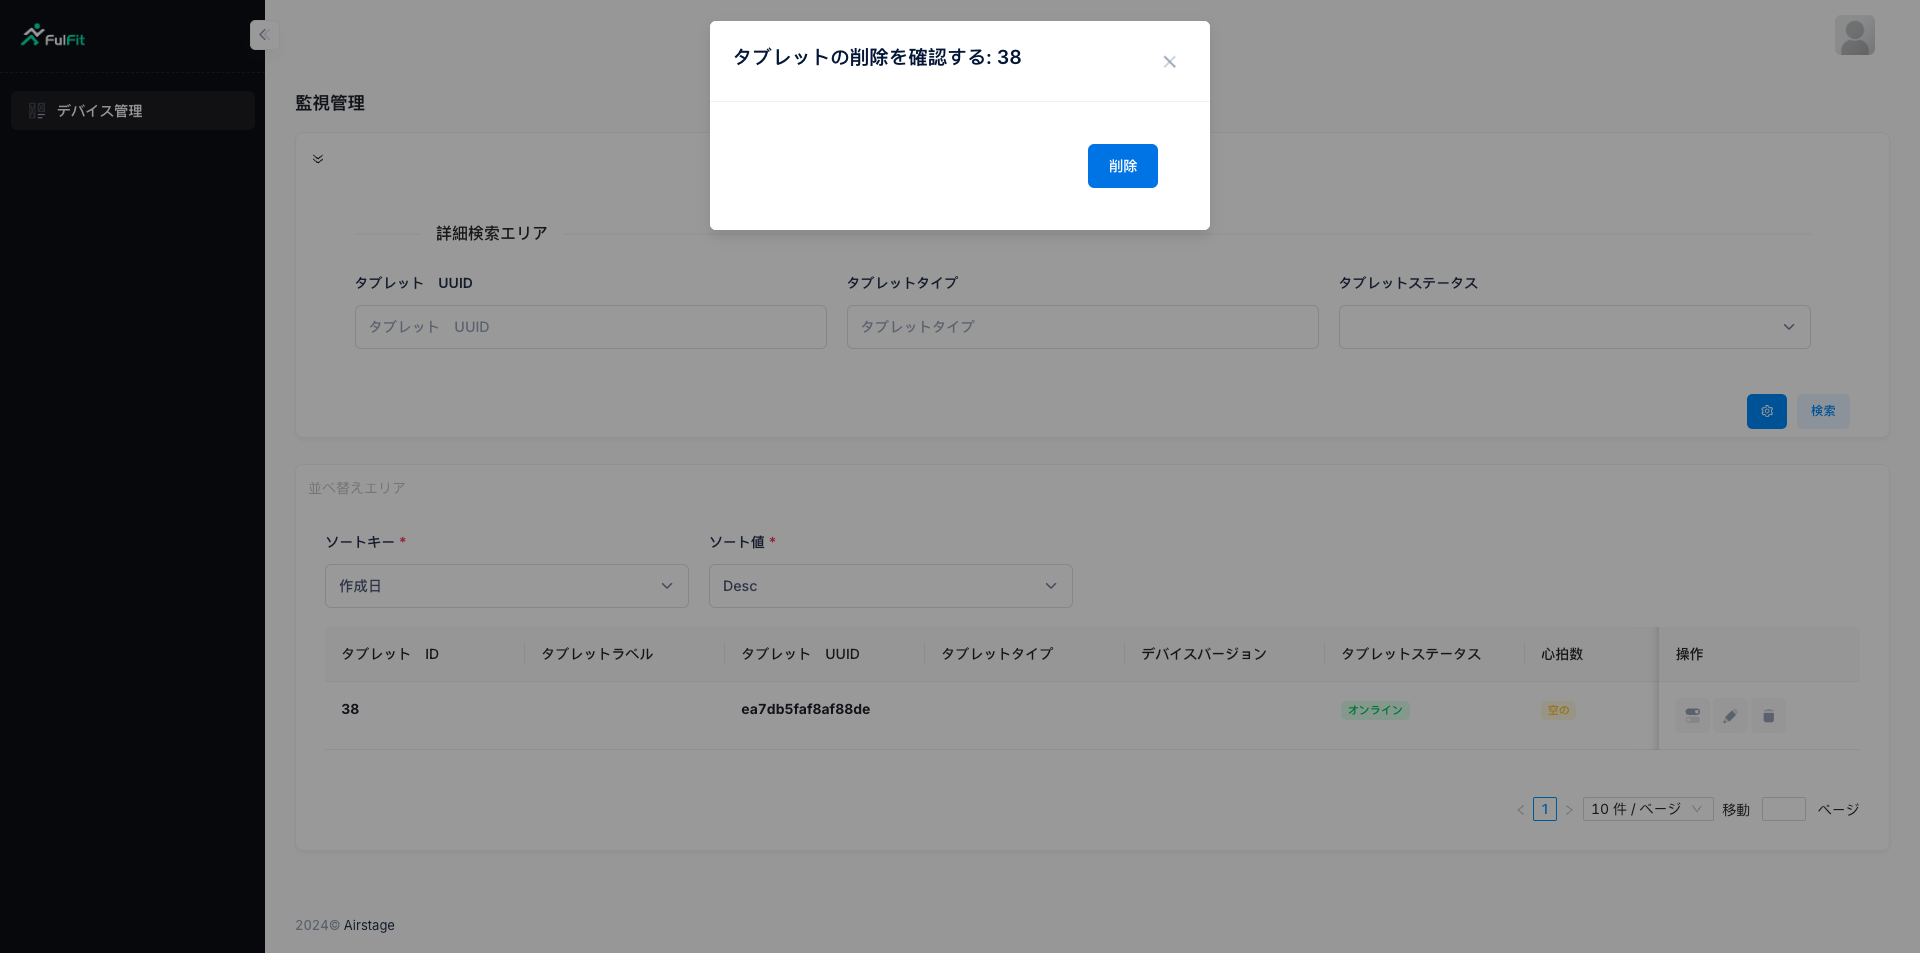 FulFit
デバイス管理
タブレットの削除を確認する: 38
削除
監視管理
詳細検索エリア
タブレット　UUID
タブレットタイプ
タブレットステータス
タブレット　UUID
タブレットタイプ
検索
並べ替えエリア
ソートキー *
ソート値 *
作成日
Desc
タブレット　ID
タブレットラベル
タブレット　UUID
タブレットタイプ
デバイスバージョン
タブレットステータス
心拍数
操作
38
ea7db5faf8af88de
オンライン
空の
1
10 件 / ページ
移動
ページ
2024© Airstage